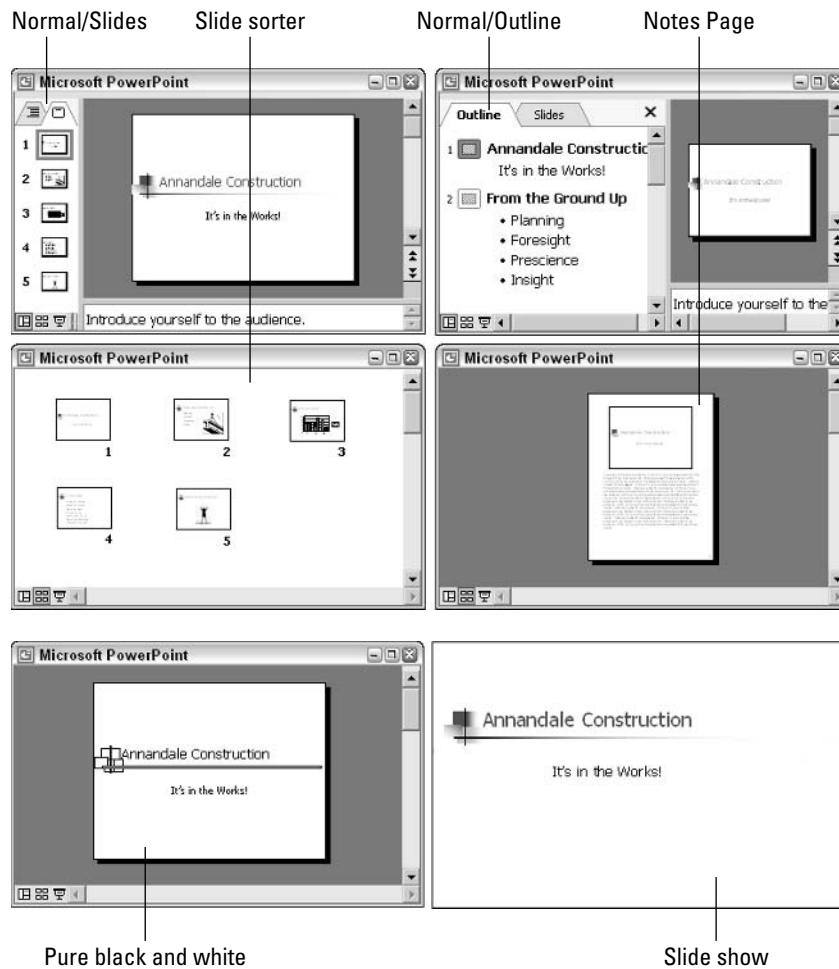 Normal/Slides
Slide sorter
Normal/Outline
Notes Page
Microsoft PowerPoint
1
2
3
4
5
Annandale Construction
It's in the Works!
Introduce yourself to the audience.
Microsoft PowerPoint
Outline
Slides
1 Annandale Constructic
It's in the Works!
2 From the Ground Up
• Planning
• Foresight
• Prescience
• Insight
Annandale Construction
Introduce yourself to the
Microsoft PowerPoint
1
2
3
4
5
Microsoft PowerPoint
Annandale Construction
Microsoft PowerPoint
Annandale Construction
It's in the Works!
Annandale Construction
It's in the Works!
Pure black and white
Slide show